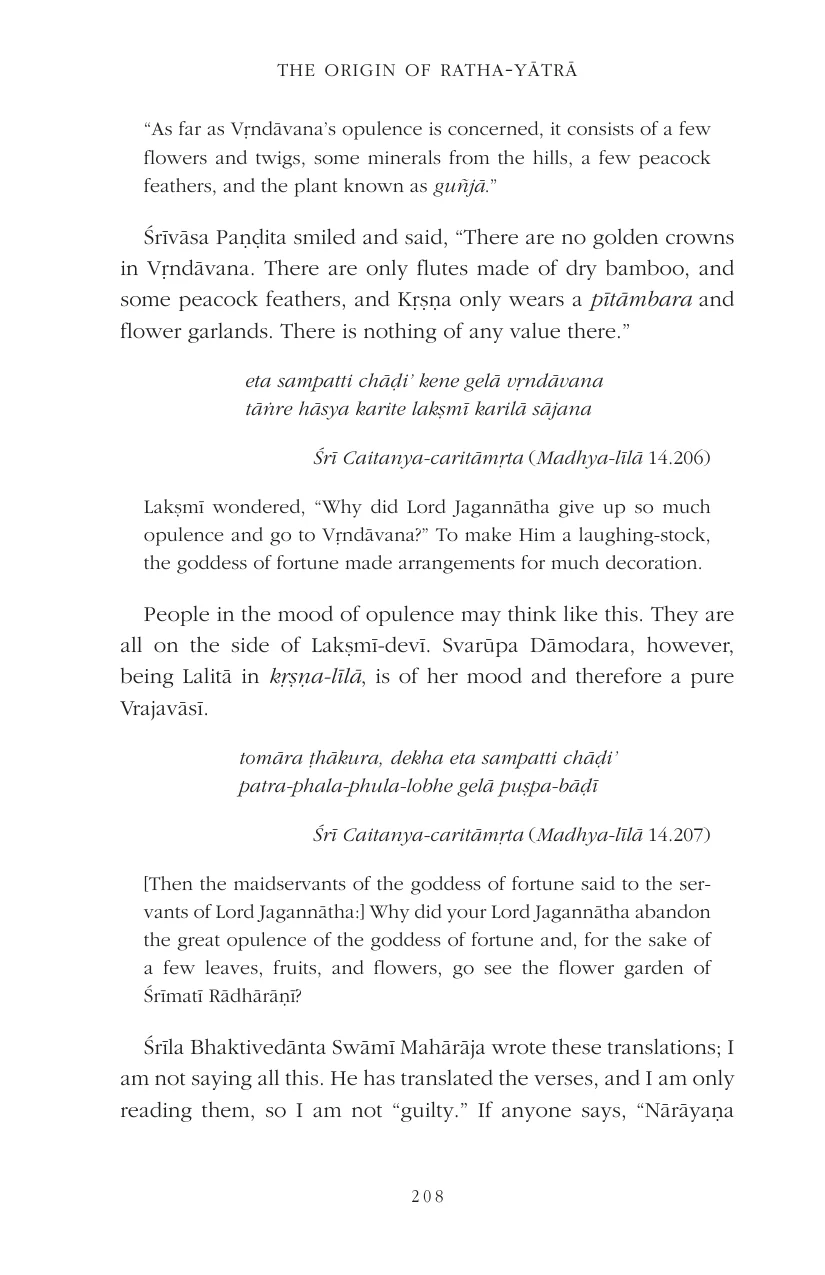 THE ORIGIN OF RATHA-YĀTRĀ
“As far as Vṛndāvana’s opulence is concerned, it consists of a few
flowers and twigs, some minerals from the hills, a few peacock
feathers, and the plant known as guñjā.”
Śrīvāsa Paṇḍita smiled and said, “There are no golden crowns
in Vṛndāvana. There are only flutes made of dry bamboo, and
some peacock feathers, and Kṛṣṇa only wears a pītāmbara and
flower garlands. There is nothing of any value there.”
eta sampatti chāḍi’ kene gelā vṛndāvana
tāṅre hāsya karite lakṣmī karilā sājana
Śrī Caitanya-caritāmṛta (Madhya-līlā 14.206)
Lakṣmī wondered, “Why did Lord Jagannātha give up so much
opulence and go to Vṛndāvana?” To make Him a laughing-stock,
the goddess of fortune made arrangements for much decoration.
People in the mood of opulence may think like this. They are
all on the side of Lakṣmī-devī. Svarūpa Dāmodara, however,
being Lalitā in kṛṣṇa-līlā, is of her mood and therefore a pure
Vrajavāsī.
tomāra ṭhākura, dekha eta sampatti chāḍi’
patra-phala-phula-lobhe gelā puṣpa-bāḍī
Śrī Caitanya-caritāmṛta (Madhya-līlā 14.207)
[Then the maidservants of the goddess of fortune said to the ser-
vants of Lord Jagannātha:] Why did your Lord Jagannātha abandon
the great opulence of the goddess of fortune and, for the sake of
a few leaves, fruits, and flowers, go see the flower garden of
Śrīmatī Rādhārāṇī?
Śrīla Bhaktivedānta Swāmī Mahārāja wrote these translations; I
am not saying all this. He has translated the verses, and I am only
reading them, so I am not “guilty.” If anyone says, “Nārāyaṇa
208